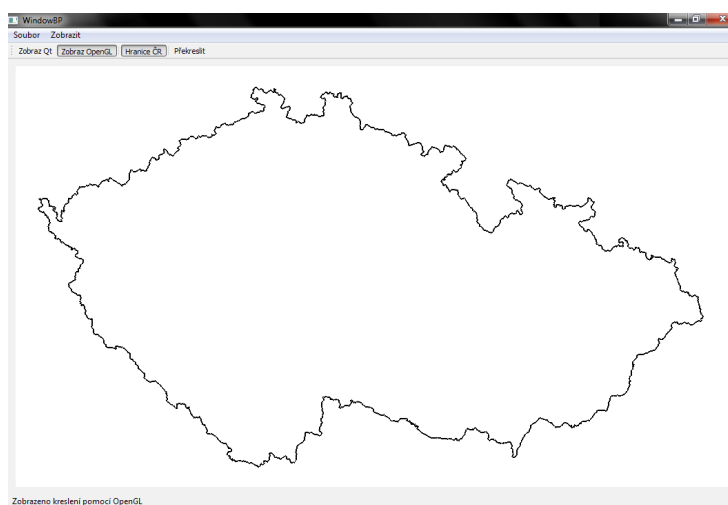 WindowBP
Soubor Zobrazit
Zobraz Qt Zobraz OpenGL Hranice ČR Překreslit
Zobrazeno kreslení pomocí OpenGL